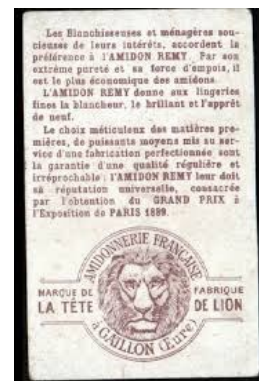 Les Blanchisseuses et ménagères sou-
cieuses de leurs intérêts, accordent la
préférence à l'AMIDON REMY. Par son
extrême pureté et sa force d'empois, il
est le plus économique des amidons.
L'AMIDON REMY donne aux lingeries
fines la blancheur, le brillant et l'apprêt
de neuf.
Le choix méticuleux des matières pre-
mières, de puissants moyens mis au ser-
vice d'une fabrication perfectionnée sont
la garantie d'une qualité régulière et
irréprochable : l'AMIDON REMY leur doit
sa réputation universelle, consacrée
par l'obtention du GRAND PRIX à
l'Exposition de PARIS 1889.
AMIDONNERIE FRANÇAISE
MARQUE DE FABRIQUE
LA TÊTE DE LION
à GAILLON (Eure)